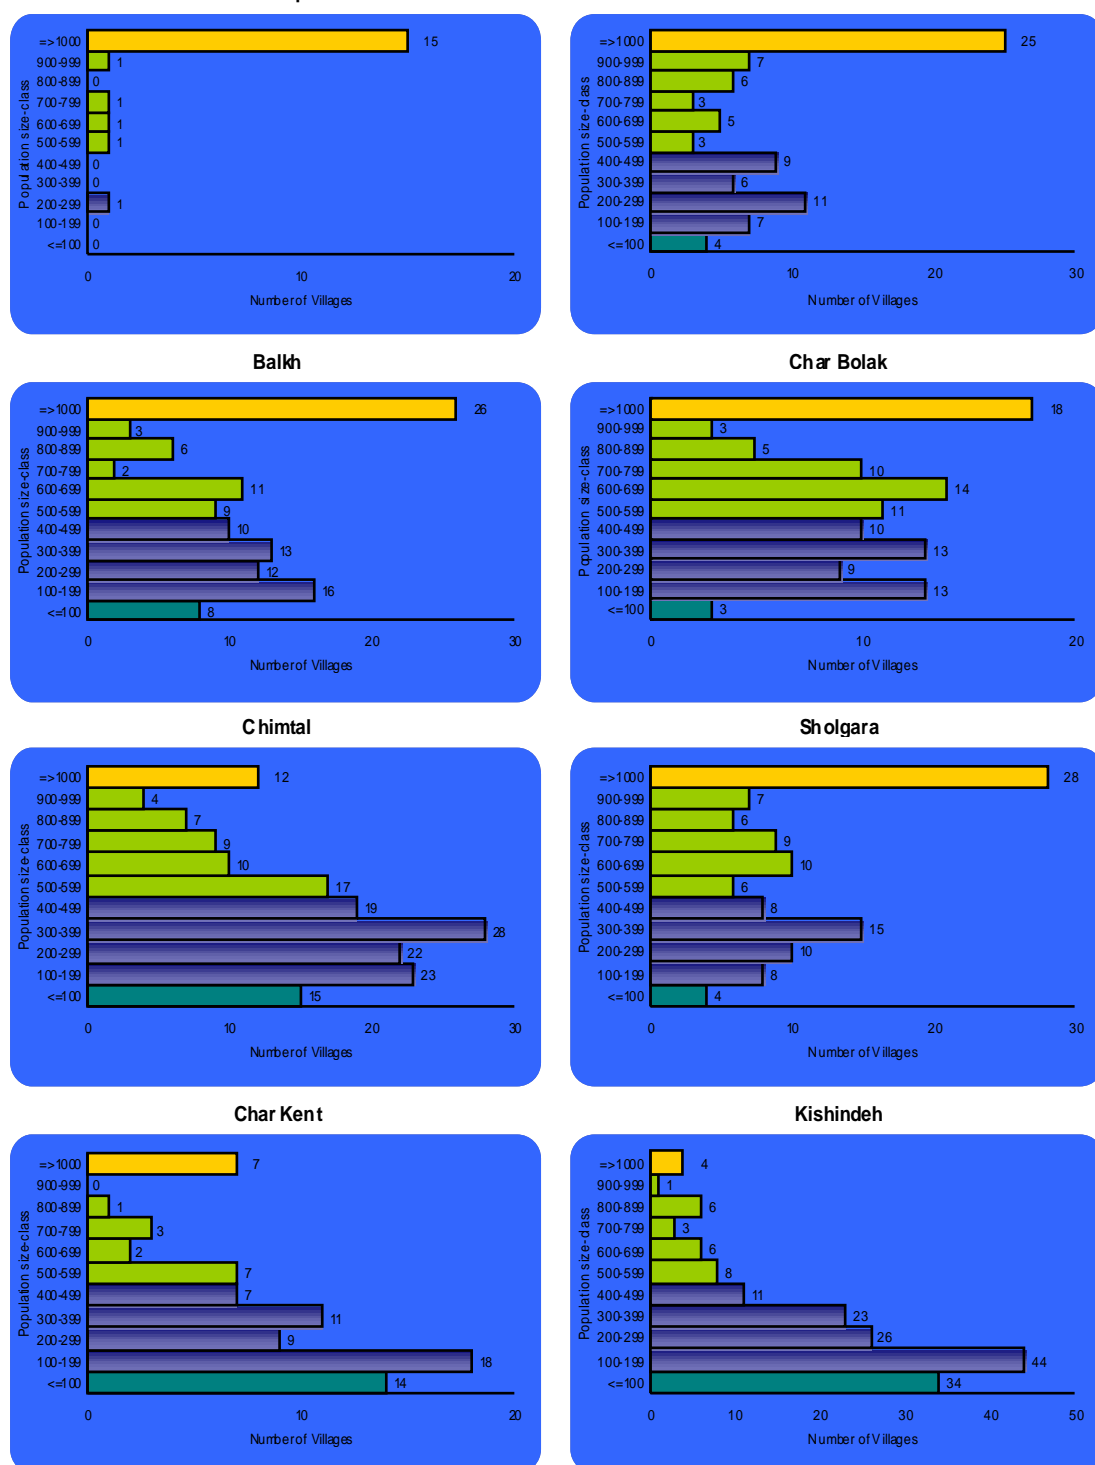 =>1000 15
900-999 1
800-899 0
700-799 1
600-699 1
500-599 1
400-499 0
300-399 0
200-299 1
100-199 0
<=100 0
0 10 20
Number of Villages
Population size-class
=>1000 25
900-999 7
800-899 6
700-799 3
600-699 5
500-599 3
400-499 9
300-399 6
200-299 11
100-199 7
<=100 4
0 10 20 30
Number of Villages
Population size-class
Balkh
=>1000 26
900-999 3
800-899 6
700-799 2
600-699 11
500-599 9
400-499 10
300-399 13
200-299 12
100-199 16
<=100 8
0 10 20 30
Number of Villages
Population size-class
Char Bolak
=>1000 18
900-999 3
800-899 5
700-799 10
600-699 14
500-599 11
400-499 10
300-399 13
200-299 9
100-199 13
<=100 3
0 10 20
Number of Villages
Population size-class
Chimtal
=>1000 12
900-999 4
800-899 7
700-799 9
600-699 10
500-599 17
400-499 19
300-399 28
200-299 22
100-199 23
<=100 15
0 10 20 30
Number of Villages
Population size-class
Sholgara
=>1000 28
900-999 7
800-899 6
700-799 9
600-699 10
500-599 6
400-499 8
300-399 15
200-299 10
100-199 8
<=100 4
0 10 20 30
Number of Villages
Population size-class
Char Kent
=>1000 7
900-999 0
800-899 1
700-799 3
600-699 2
500-599 7
400-499 7
300-399 11
200-299 9
100-199 18
<=100 14
0 10 20
Number of Villages
Population size-class
Kishindeh
=>1000 4
900-999 1
800-899 6
700-799 3
600-699 6
500-599 8
400-499 11
300-399 23
200-299 26
100-199 44
<=100 34
0 10 20 30 40 50
Number of Villages
Population size-class